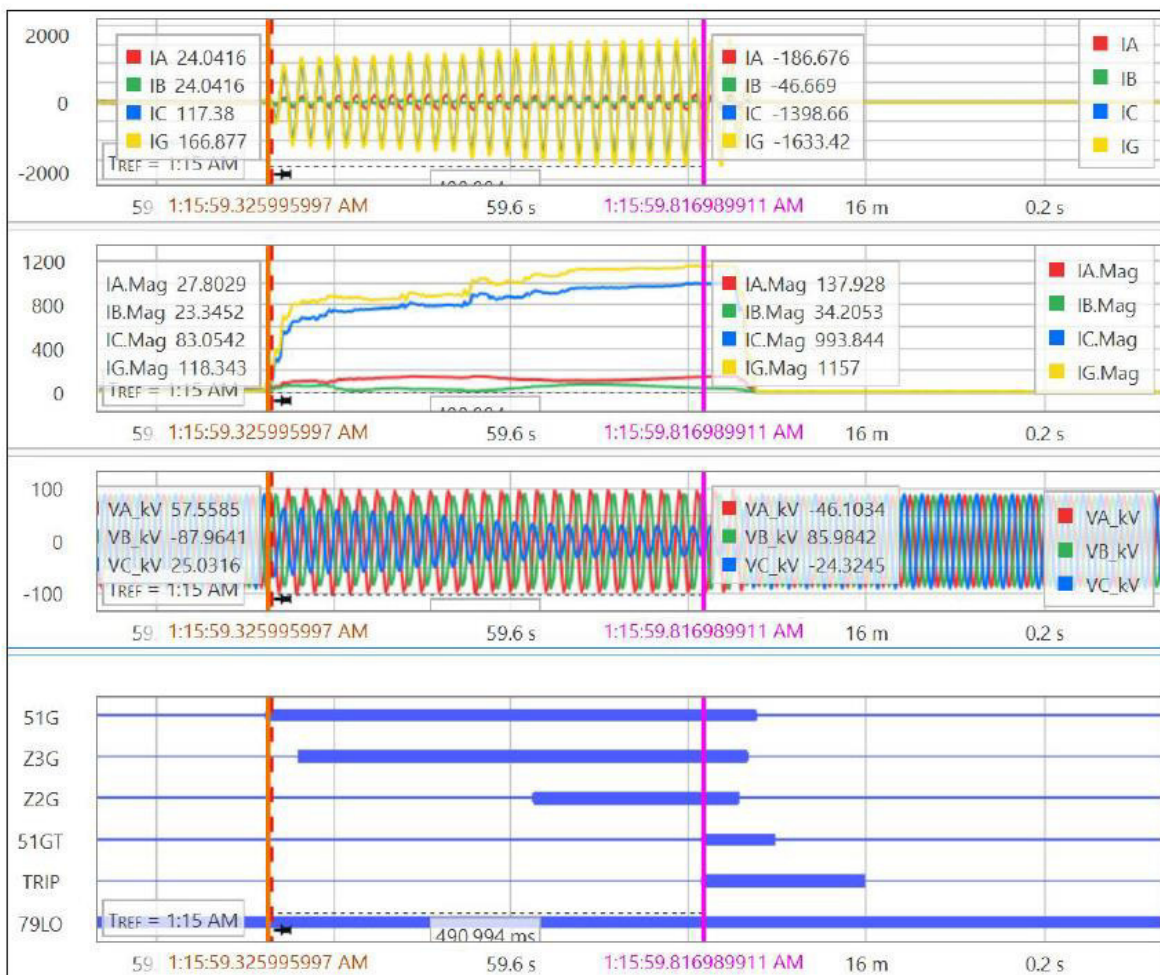 2000
0
-2000
IA 24.0416
IB 24.0416
IC 117.38
IG 166.877
TREF = 1:15 AM
IA -186.676
IB -46.669
IC -1398.66
IG -1633.42
IA
IB
IC
IG
59. 1:15:59.325995997 AM 59.6 s 1:15:59.816989911 AM 16 m 0.2 s
1200
800
400
0
IA.Mag 27.8029
IB.Mag 23.3452
IC.Mag 83.0542
IG.Mag 118.343
TREF = 1:15 AM
IA.Mag 137.928
IB.Mag 34.2053
IC.Mag 993.844
IG.Mag 1157
IA.Mag
IB.Mag
IC.Mag
IG.Mag
59. 1:15:59.325995997 AM 59.6 s 1:15:59.816989911 AM 16 m 0.2 s
100
0
-100
VA_kV 57.5585
VB_kV -87.9641
VC_kV 25.0316
TREF = 1:15 AM
VA_kV -46.1034
VB_kV 85.9842
VC_kV -24.3245
VA_kV
VB_kV
VC_kV
59. 1:15:59.325995997 AM 59.6 s 1:15:59.816989911 AM 16 m 0.2 s
51G
Z3G
Z2G
51GT
TRIP
79LO
TREF = 1:15 AM
490.994 ms
59. 1:15:59.325995997 AM 59.6 s 1:15:59.816989911 AM 16 m 0.2 s